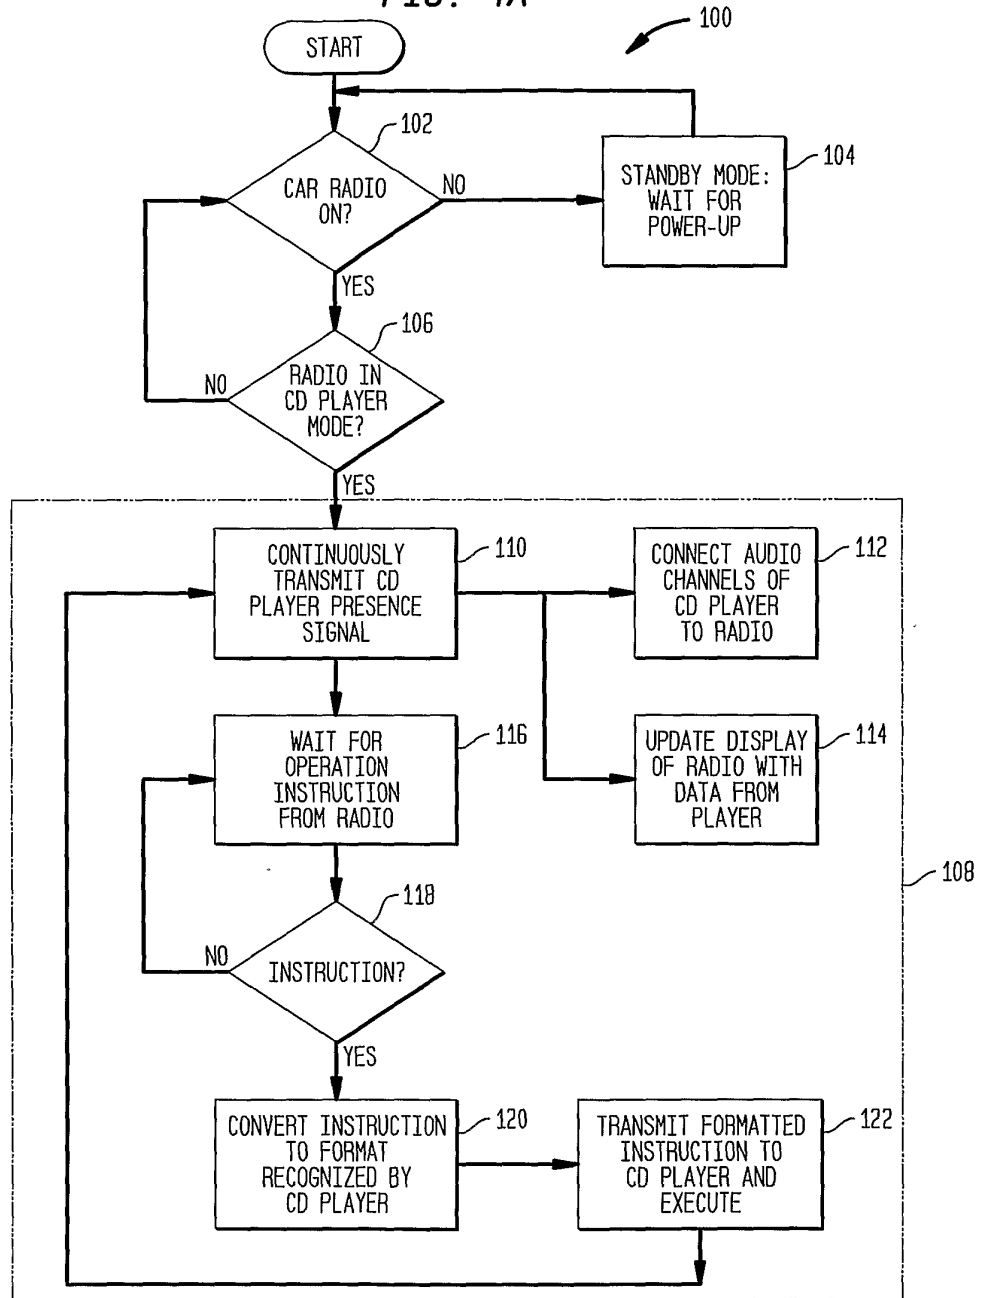 FIG. 4A
100
START
102
CAR RADIO
ON?
NO
104
STANDBY MODE:
WAIT FOR
POWER-UP
YES
106
RADIO IN
CD PLAYER
MODE?
NO
YES
110
CONTINUOUSLY
TRANSMIT CD
PLAYER PRESENCE
SIGNAL
112
CONNECT AUDIO
CHANNELS OF
CD PLAYER
TO RADIO
116
WAIT FOR
OPERATION
INSTRUCTION
FROM RADIO
114
UPDATE DISPLAY
OF RADIO WITH
DATA FROM
PLAYER
108
118
INSTRUCTION?
NO
YES
120
CONVERT INSTRUCTION
TO FORMAT
RECOGNIZED BY
CD PLAYER
122
TRANSMIT FORMATTED
INSTRUCTION TO
CD PLAYER AND
EXECUTE